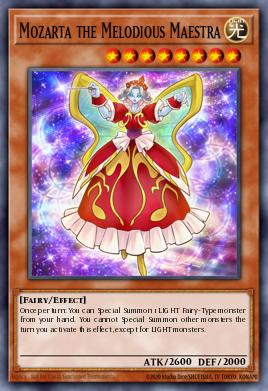 MOZARTA THE MELODIOUS MAESTRA
光
[FAIRY/EFFECT]
Once per turn: You can Special Summon 1 LIGHT Fairy-Type monster
from your hand. You cannot Special Summon other monsters the
turn you activate this effect, except for LIGHT monsters.
ATK/2600 DEF/2000